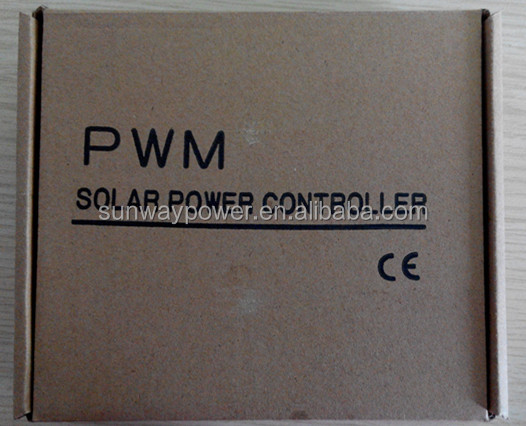 PWM
SOLAR POWER CONTROLLER
sunwaypower.en.alibaba.com
CE